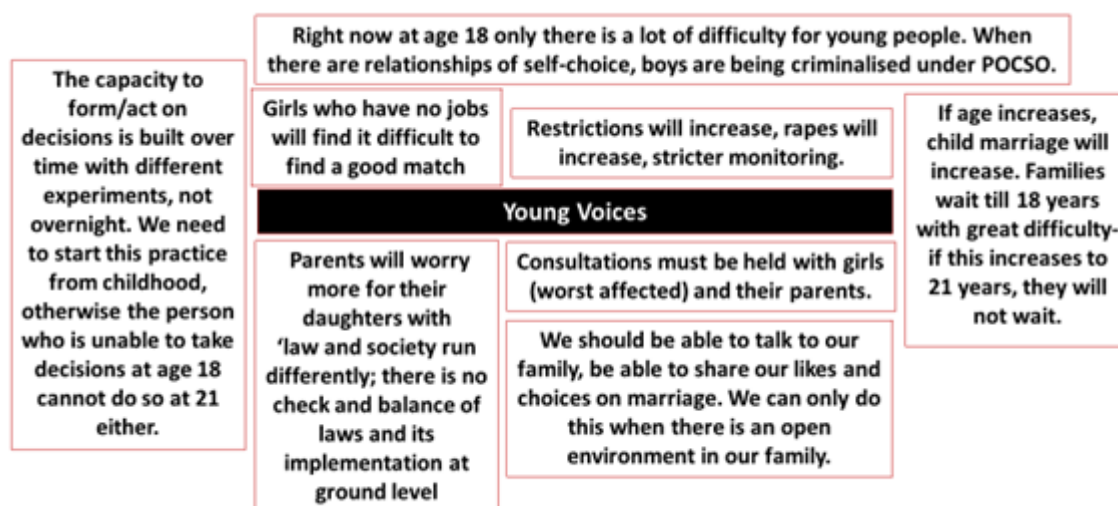 Right now at age 18 only there is a lot of difficulty for young people. When
there are relationships of self-choice, boys are being criminalised under POCSO.
The capacity to
form/act on
decisions is built over
time with different
experiments, not
overnight. We need
to start this practice
from childhood,
otherwise the person
who is unable to take
decisions at age 18
cannot do so at 21
either.
Girls who have no jobs
will find it difficult to
find a good match
Restrictions will increase, rapes will
increase, stricter monitoring.
If age increases,
child marriage will
increase. Families
wait till 18 years
with great difficulty-
if this increases to
21 years, they will
not wait.
Young Voices
Parents will worry
more for their
daughters with
‘law and society run
differently; there is no
check and balance of
laws and its
implementation at
ground level
Consultations must be held with girls
(worst affected) and their parents.
We should be able to talk to our
family, be able to share our likes and
choices on marriage. We can only do
this when there is an open
environment in our family.